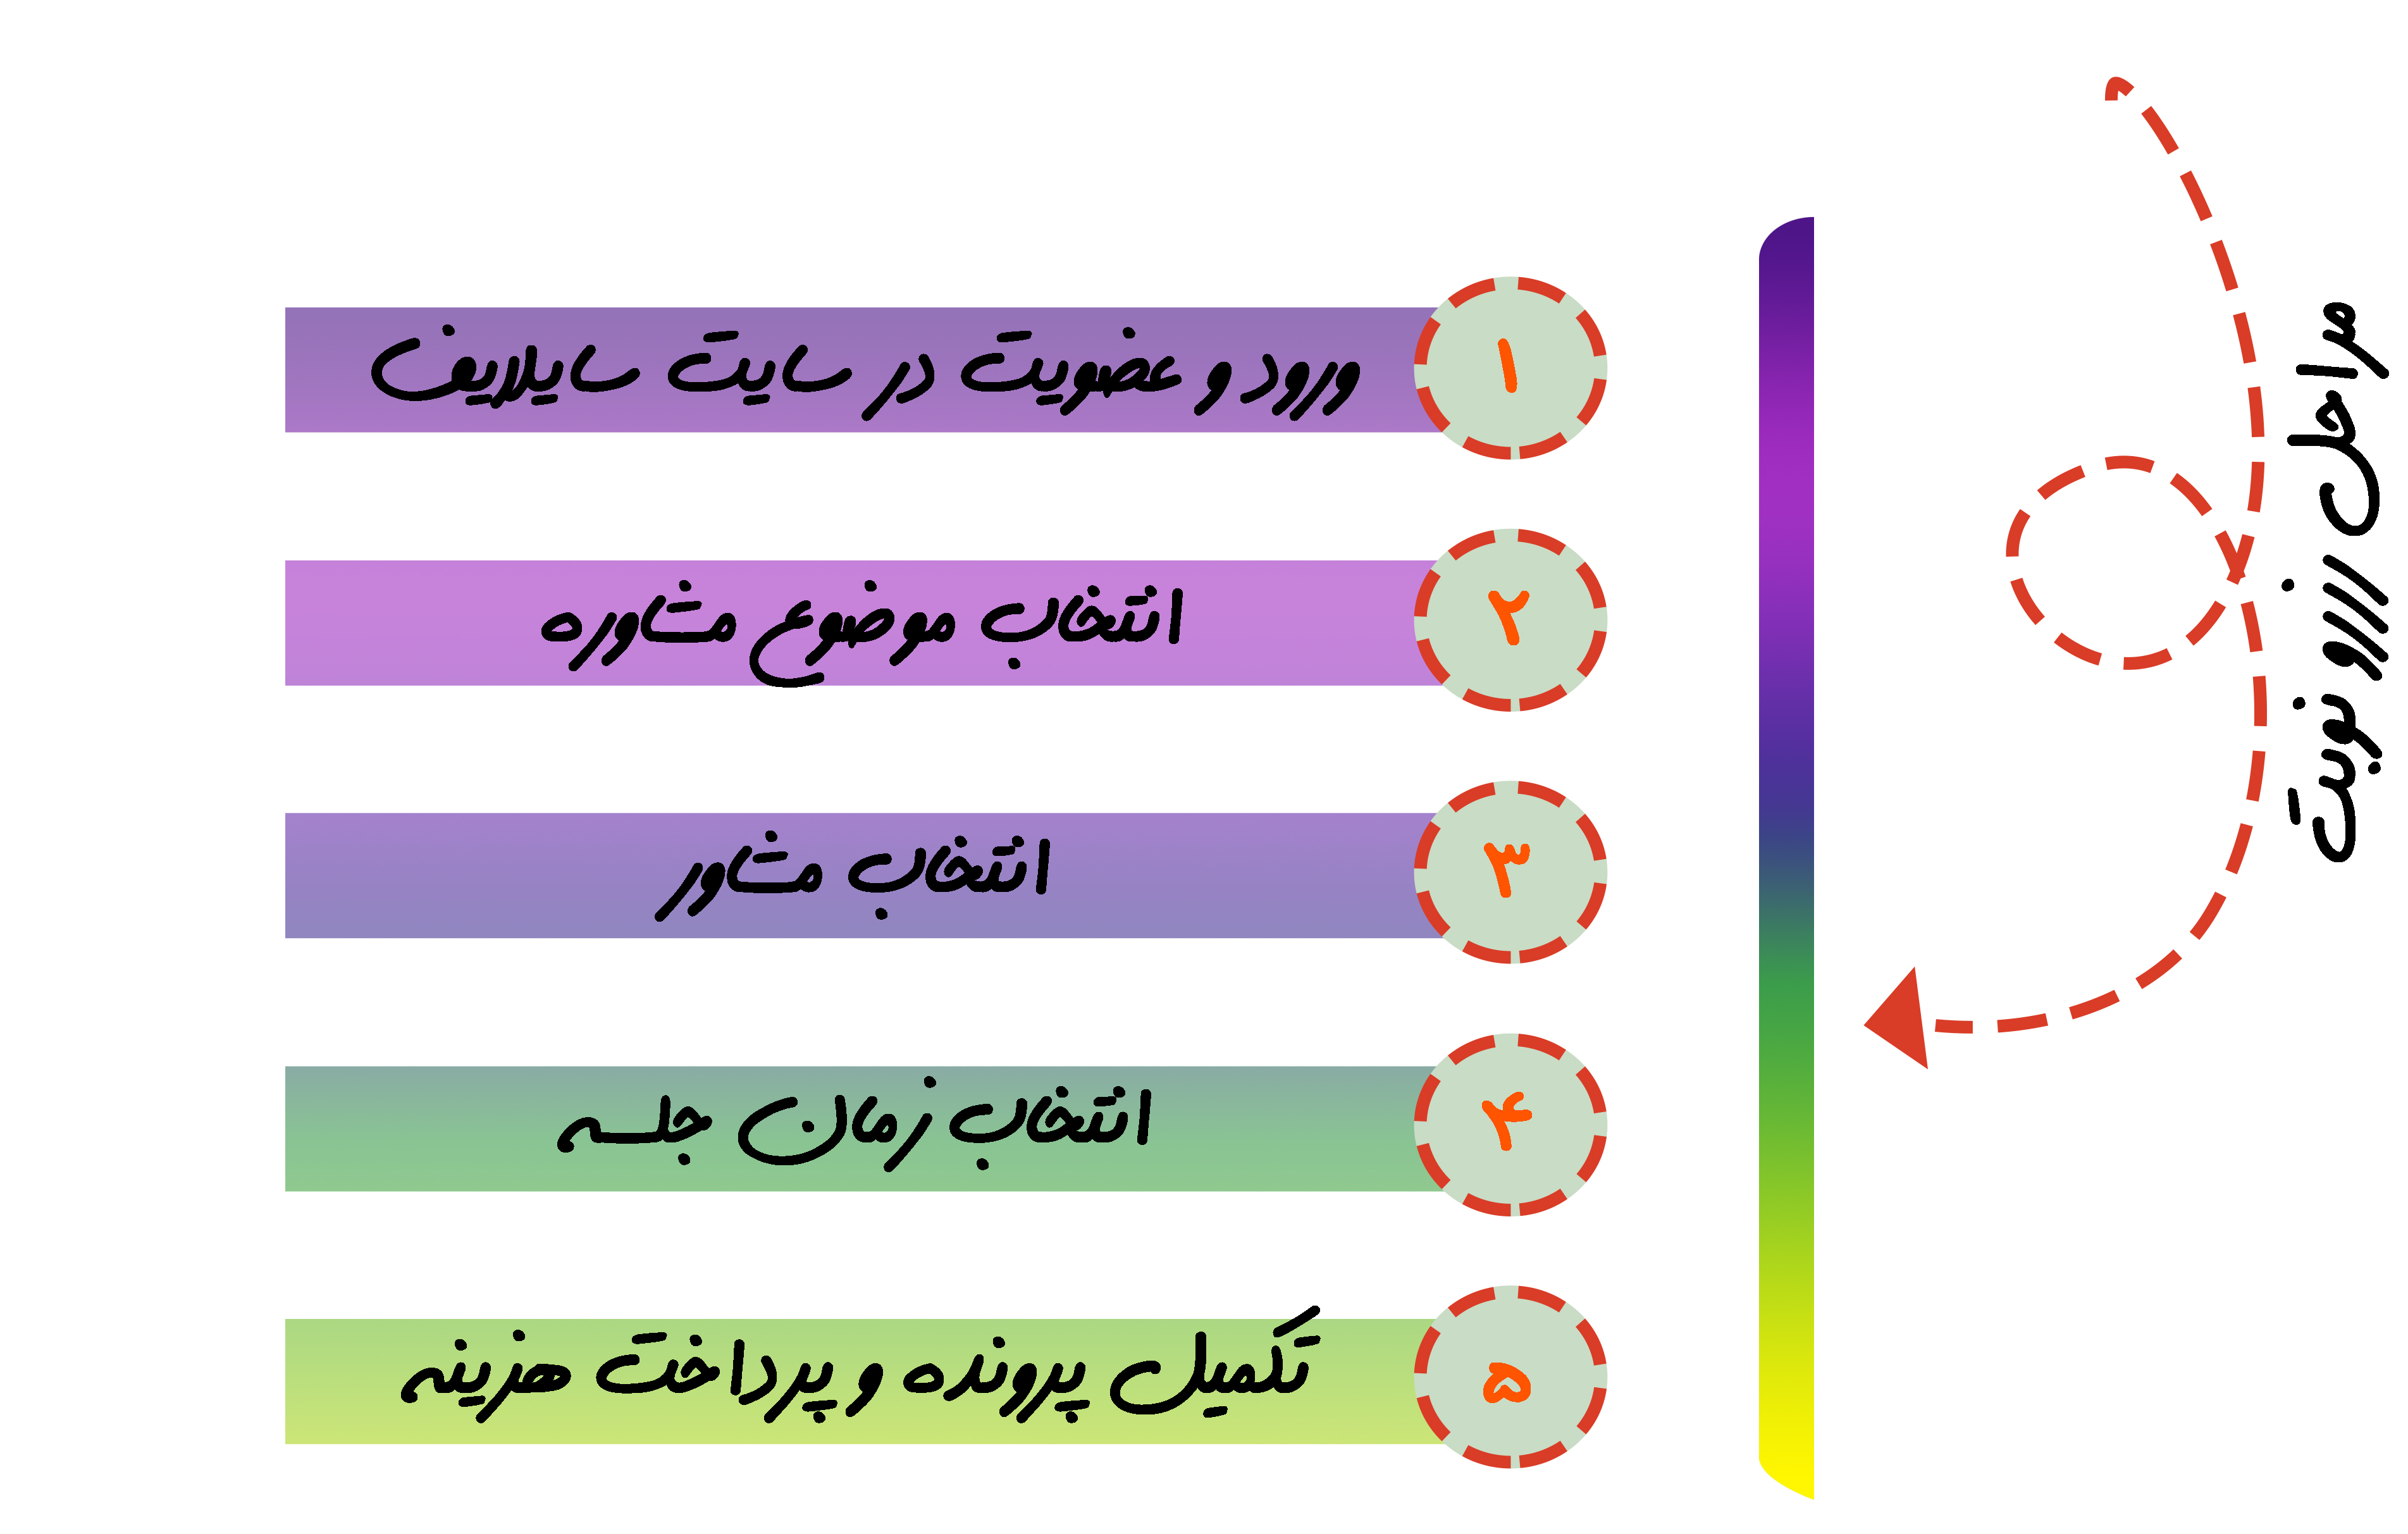 مراحل رزرو نوبت
۱ ورود و عضویت در سایت سایلایف
۲ انتخاب موضوع مشاوره
۳ انتخاب مشاور
۴ انتخاب زمان جلسه
۵ تکمیل پرونده و پرداخت هزینه